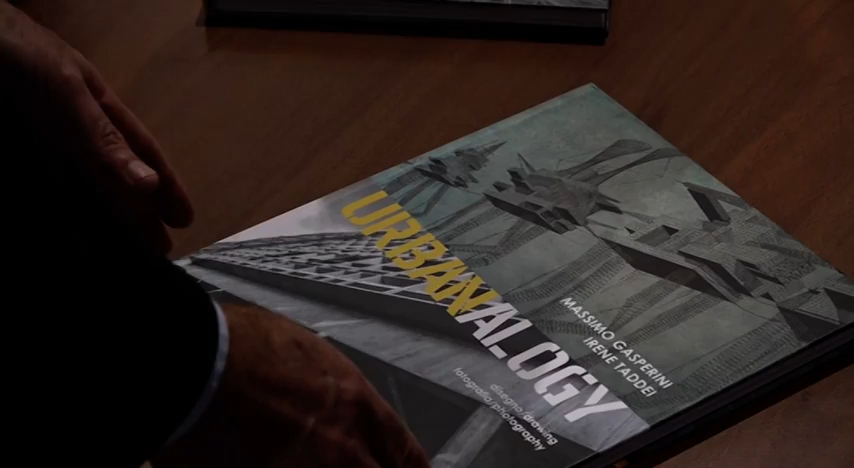 URBANALOGY
MASSIMO GASPERINI
IRENE TADDEI
disegno/drawing
fotografia/photography